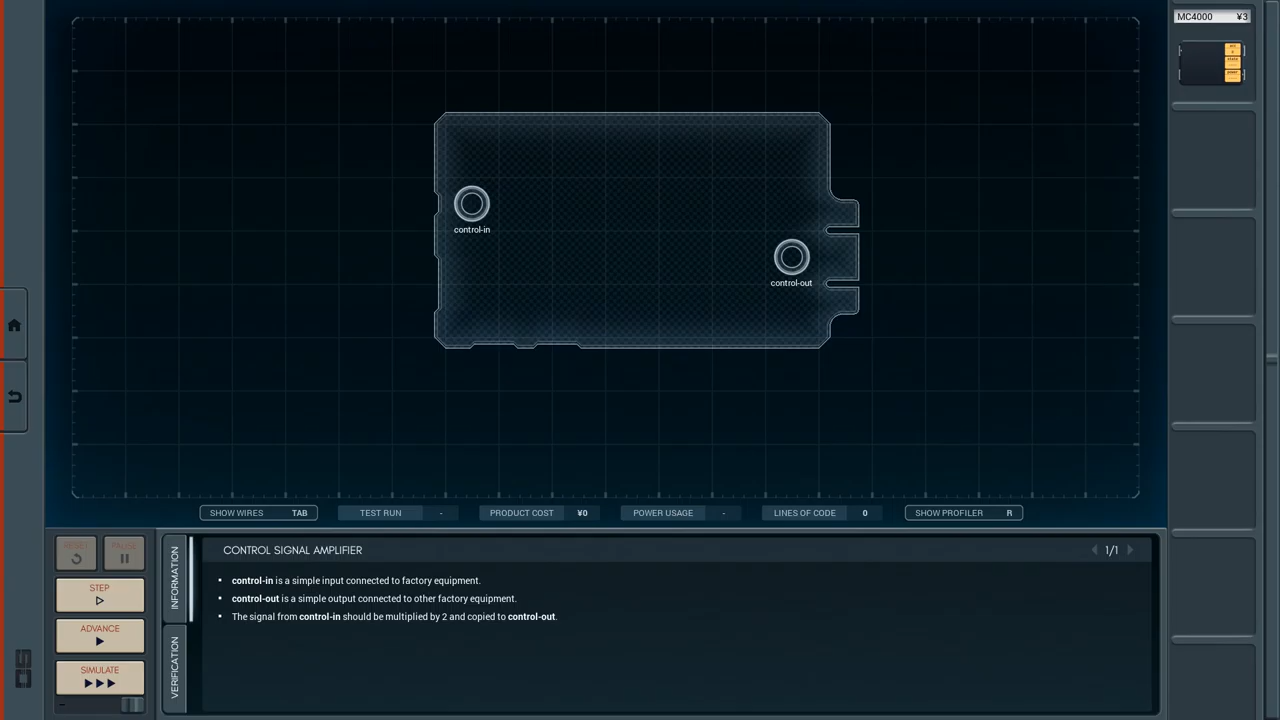 MC4000 ¥3
control-in
control-out
SHOW WIRES TAB
TEST RUN -
PRODUCT COST ¥0
POWER USAGE -
LINES OF CODE 0
SHOW PROFILER R
RESET
PAUSE
STEP
ADVANCE
SIMULATE
INFORMATION
VERIFICATION
CONTROL SIGNAL AMPLIFIER
1/1
▪ control-in is a simple input connected to factory equipment.
▪ control-out is a simple output connected to other factory equipment.
▪ The signal from control-in should be multiplied by 2 and copied to control-out.